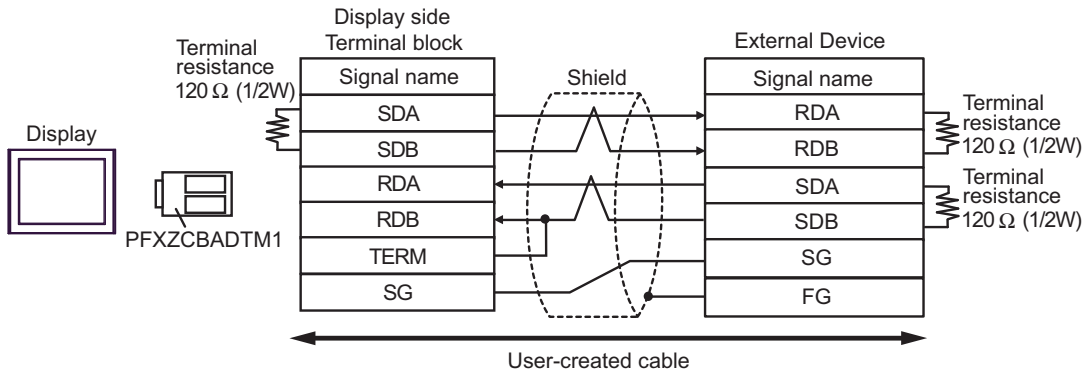 Display side
Terminal block
External Device
Terminal
resistance
120 Ω (1/2W)
Signal name
Shield
Signal name
SDA
RDA
Terminal
resistance
120 Ω (1/2W)
Display
SDB
RDB
RDA
SDA
Terminal
resistance
120 Ω (1/2W)
RDB
SDB
PFXZCBADTM1
TERM
SG
SG
FG
User-created cable